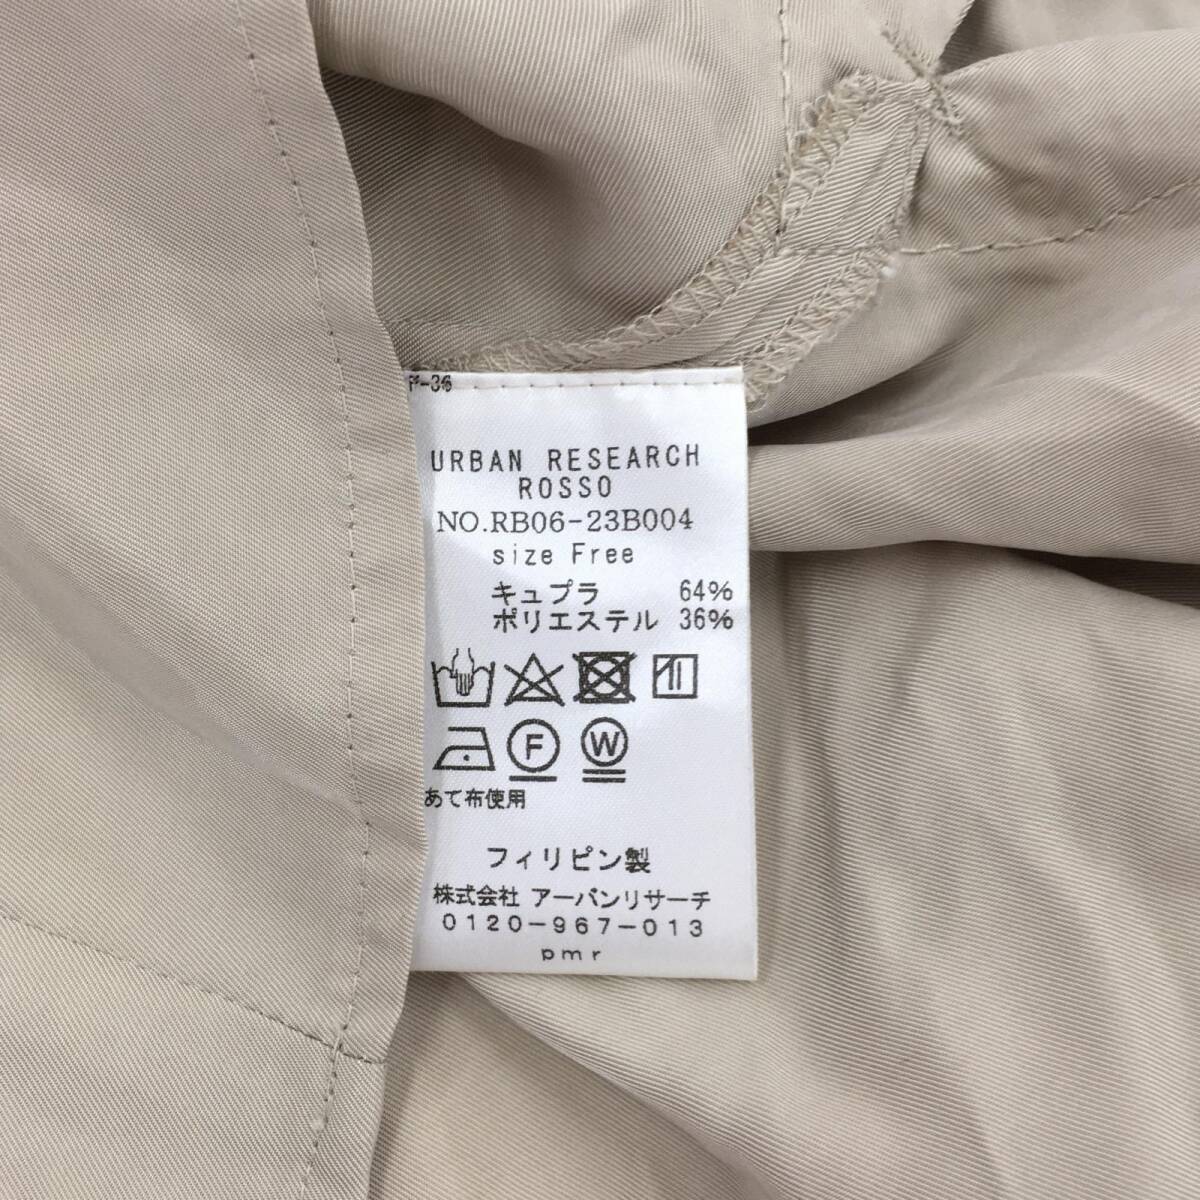 URBAN RESEARCH
ROSSO
NO.RB06-23B004
size Free
キュプラ 64%
ポリエステル 36%
F
W
あて布使用
フィリピン製
株式会社 アーバンリサーチ
0120-967-013
pmr